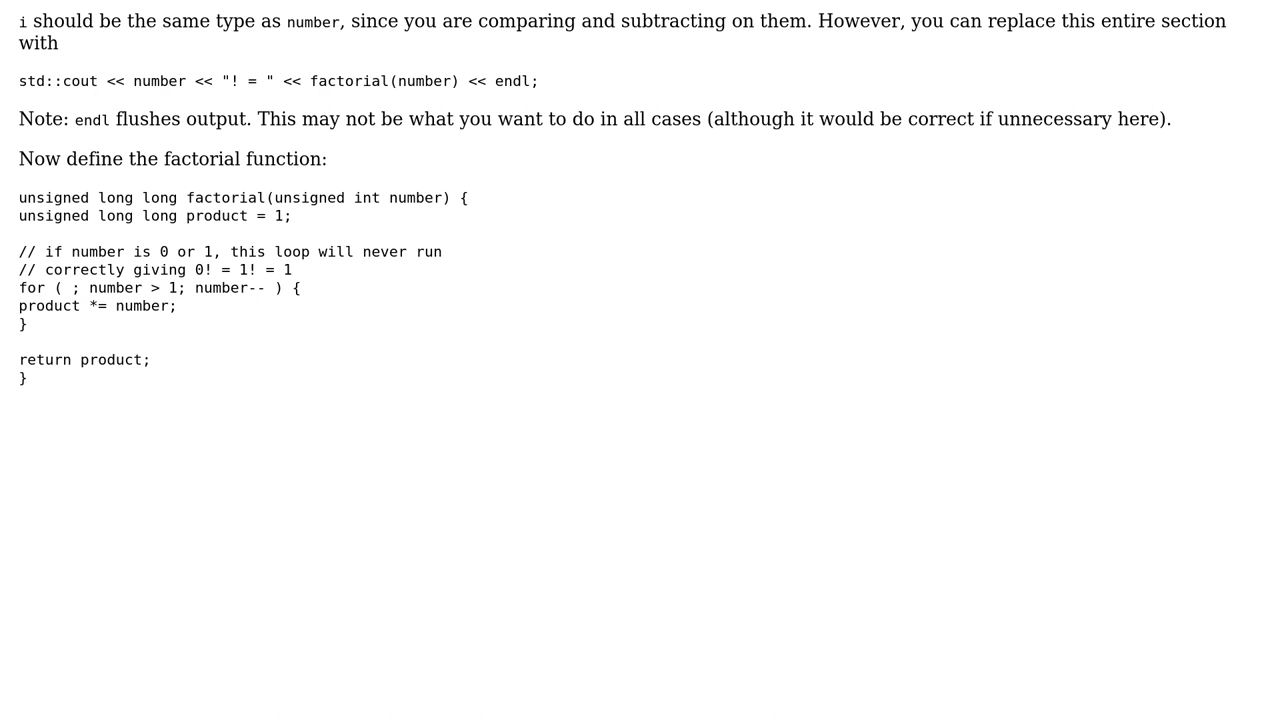 i should be the same type as number, since you are comparing and subtracting on them. However, you can replace this entire section
with
std::cout << number << "! = " << factorial(number) << endl;
Note: endl flushes output. This may not be what you want to do in all cases (although it would be correct if unnecessary here).
Now define the factorial function:
unsigned long long factorial(unsigned int number) {
unsigned long long product = 1;
// if number is 0 or 1, this loop will never run
// correctly giving 0! = 1! = 1
for ( ; number > 1; number-- ) {
product *= number;
}
return product;
}